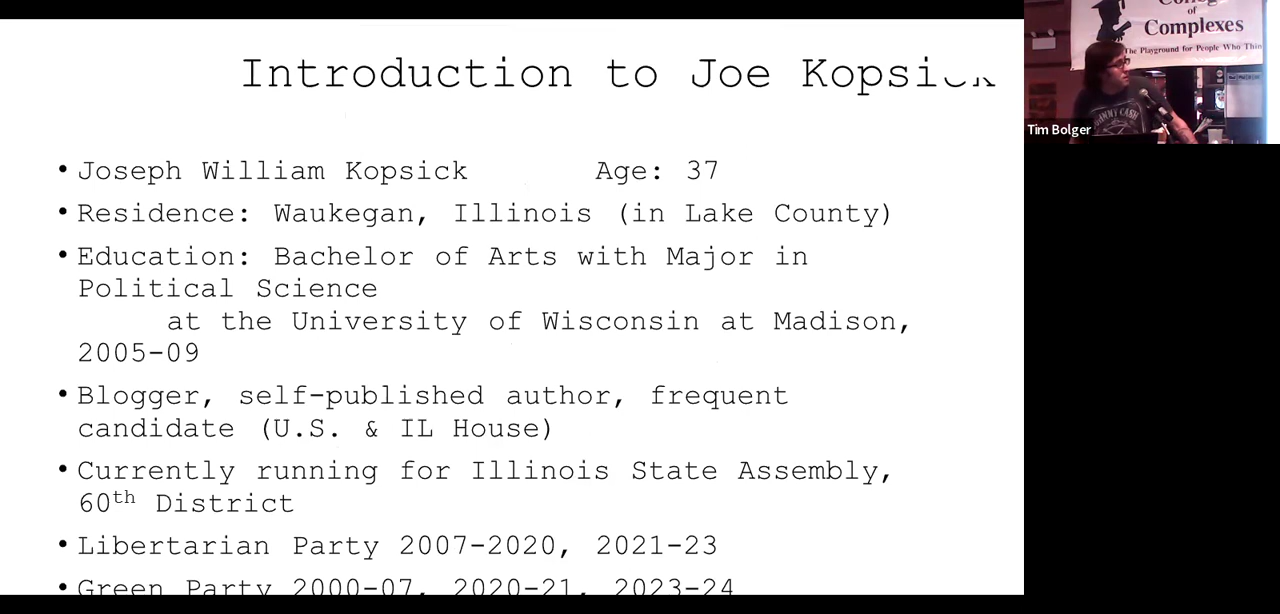 Introduction to Joe Kopsick
• Joseph William Kopsick Age: 37
• Residence: Waukegan, Illinois (in Lake County)
• Education: Bachelor of Arts with Major in
Political Science
at the University of Wisconsin at Madison,
2005-09
• Blogger, self-published author, frequent
candidate (U.S. & IL House)
• Currently running for Illinois State Assembly,
60th District
• Libertarian Party 2007-2020, 2021-23
• Green Party 2000-07, 2020-21, 2023-24
of
Complexes
The Playground for People Who Thin
JOHNNY CASH
Tim Bolger